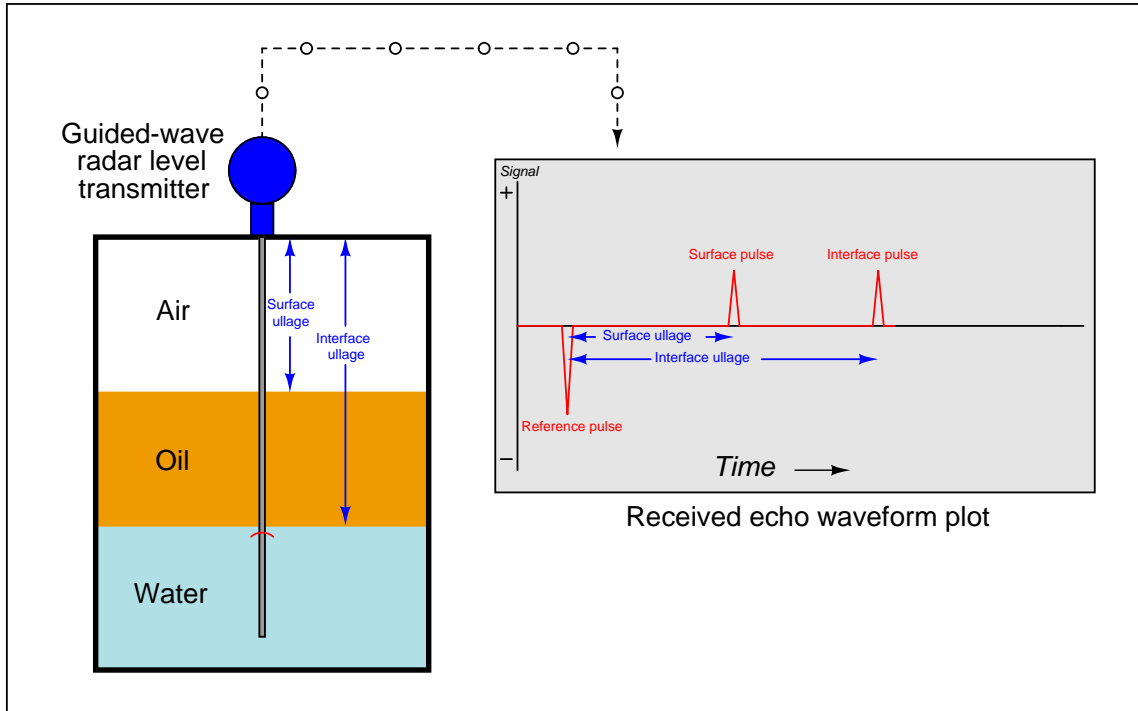 Guided-wave
radar level
transmitter
Air
Oil
Water
Surface
ullage
Interface
ullage
Signal
+
Surface pulse
Interface pulse
Surface ullage
Interface ullage
Reference pulse
−
Time
Received echo waveform plot